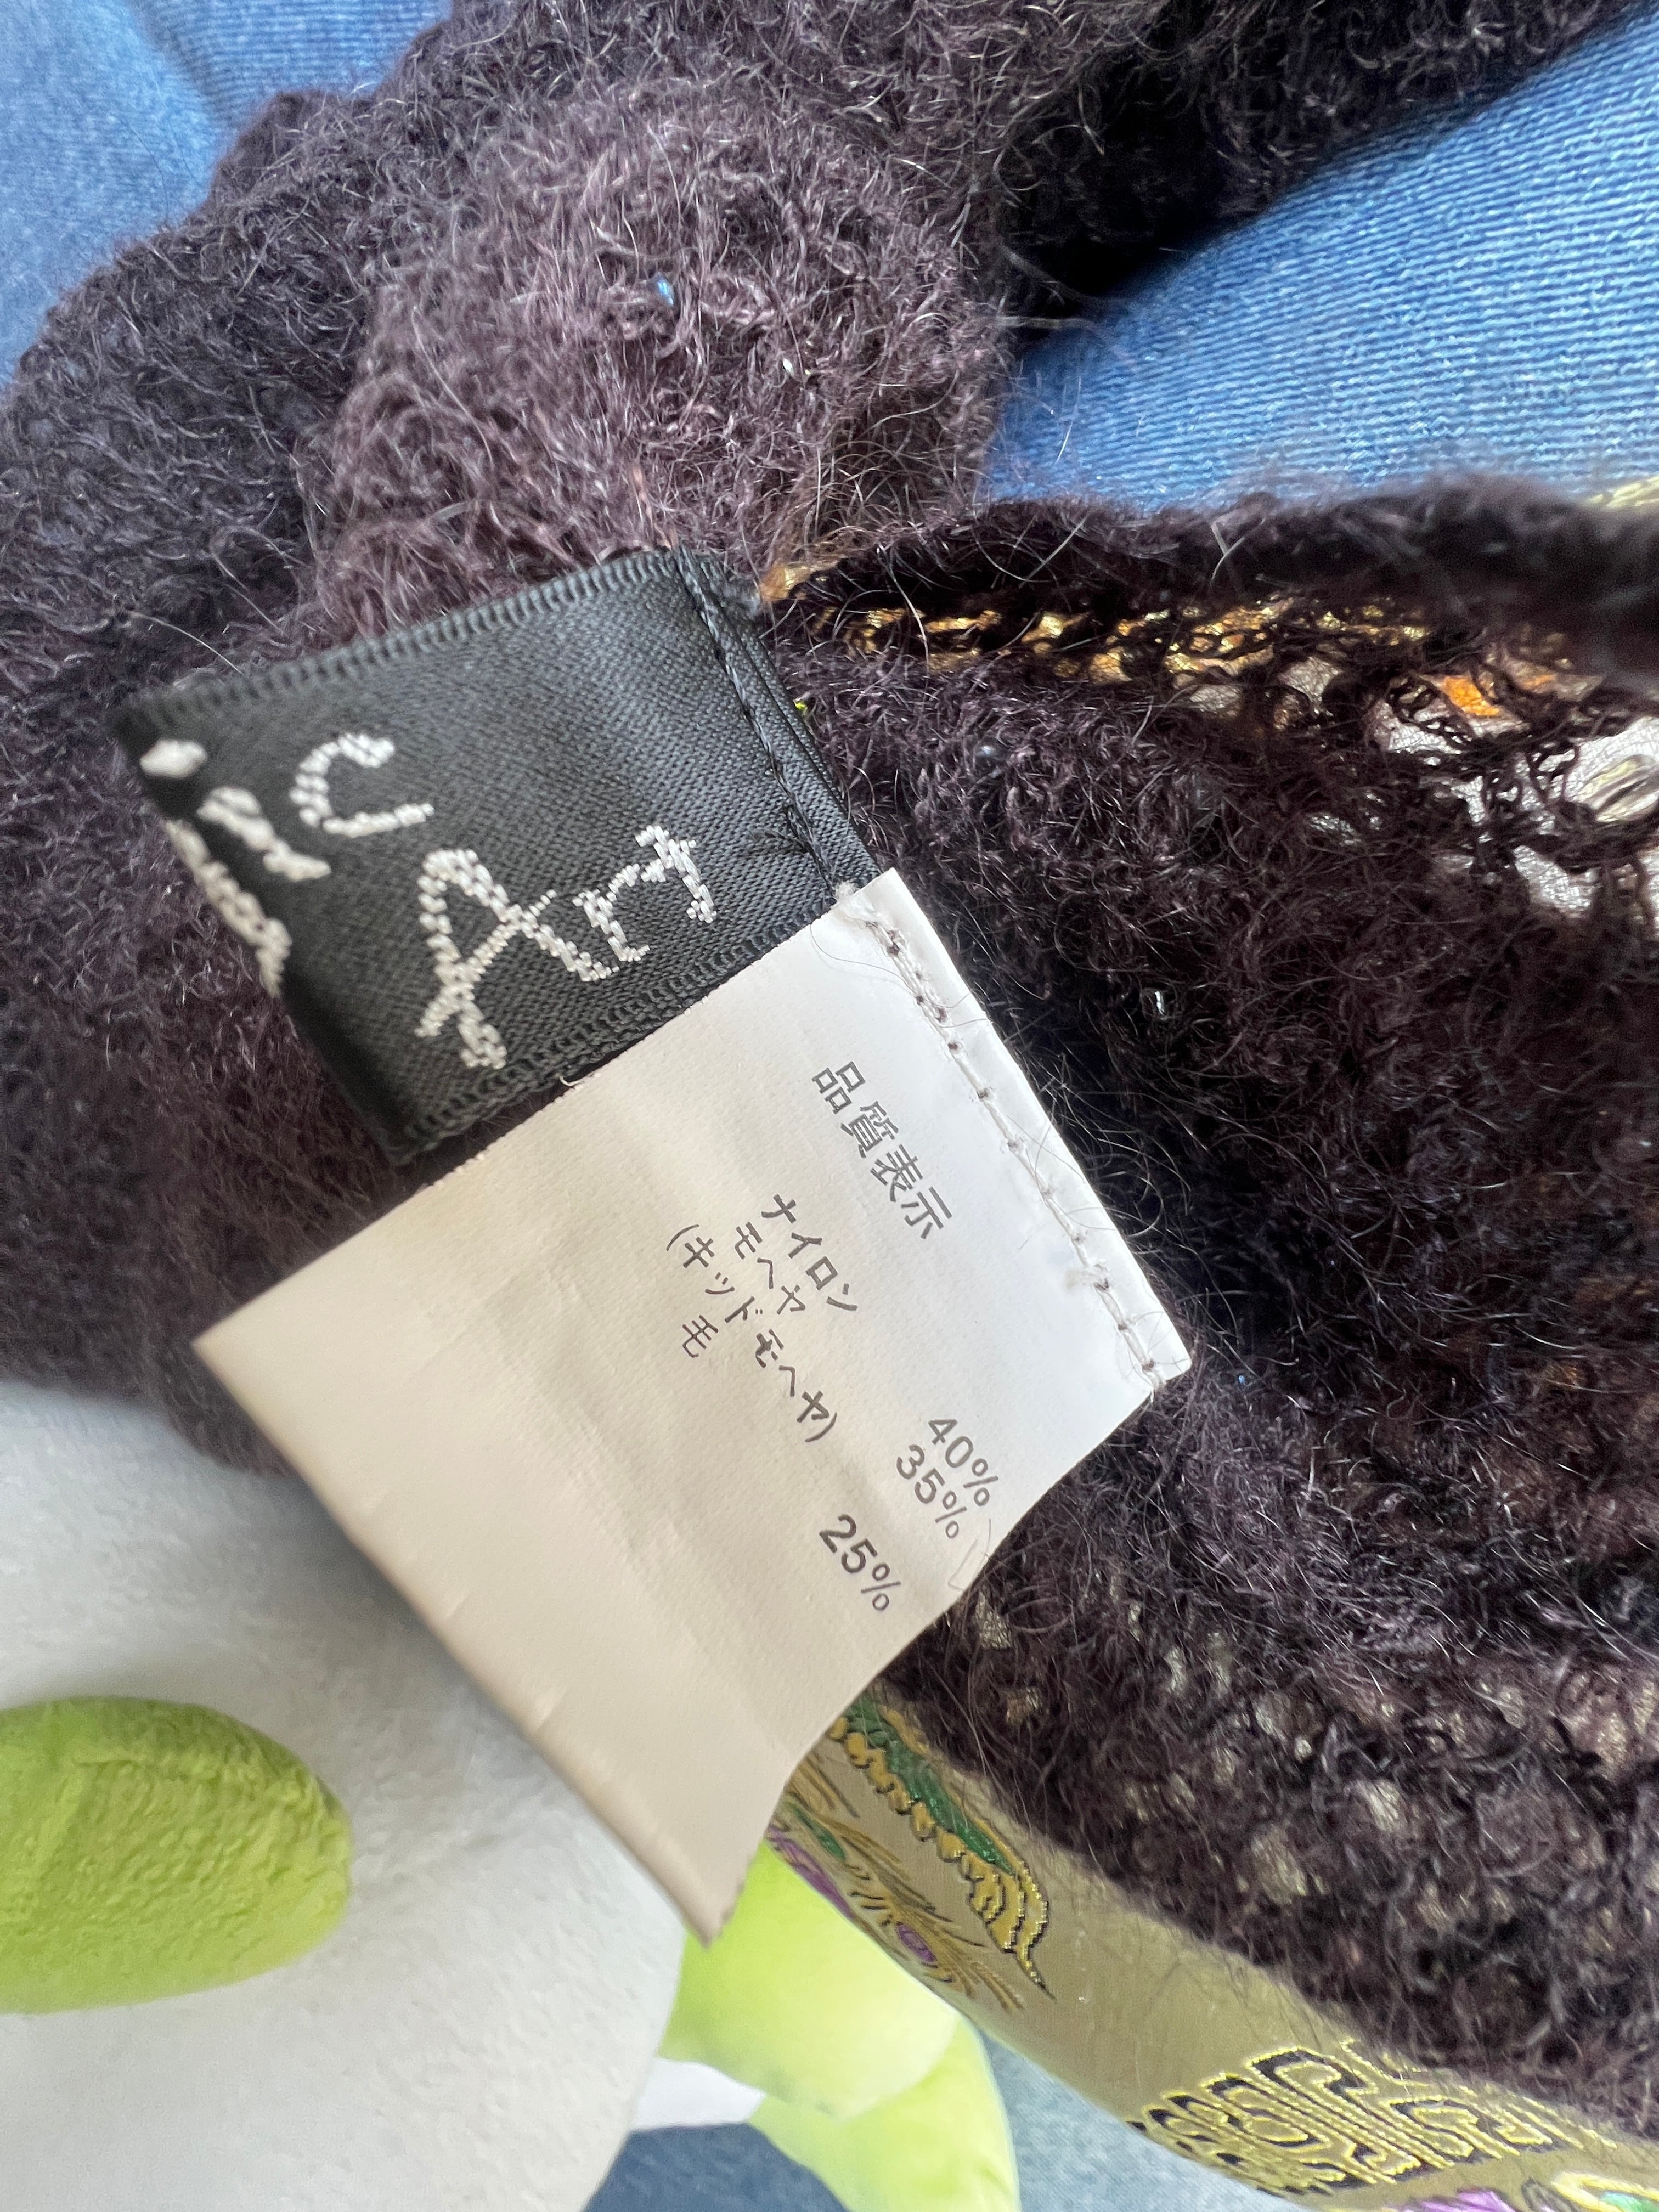 Art
品質表示
ナイロン 40%
モヘヤ 35%
(キッドモヘヤ)
毛 25%